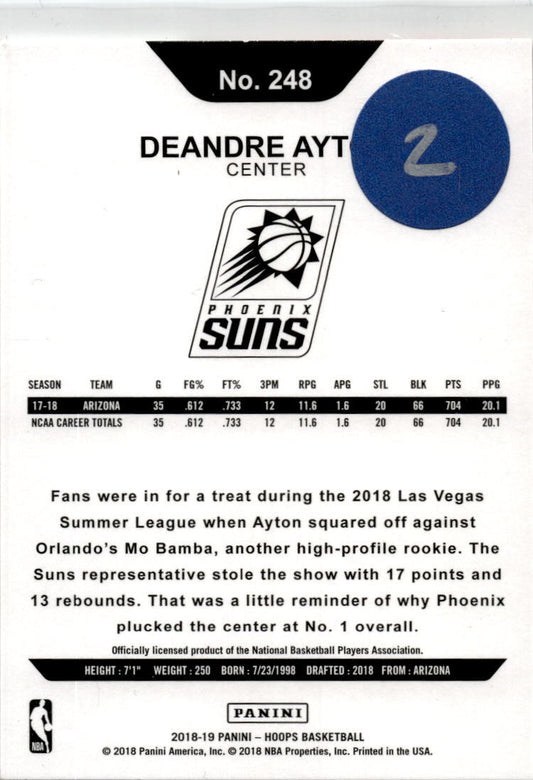 No. 248
DEANDRE AYT
2
CENTER
PHOENIX
SUNS
SEASON TEAM G FG% FT% 3PM RPG APG STL BLK PTS PPG
17-18 ARIZONA 35 .612 .733 12 11.6 1.6 20 66 704 20.1
NCAA CAREER TOTALS 35 .612 .733 12 11.6 1.6 20 66 704 20.1
Fans were in for a treat during the 2018 Las Vegas
Summer League when Ayton squared off against
Orlando's Mo Bamba, another high-profile rookie. The
Suns representative stole the show with 17 points and
13 rebounds. That was a little reminder of why Phoenix
plucked the center at No. 1 overall.
Officially licensed product of the National Basketball Players Association.
HEIGHT : 7'1" WEIGHT : 250 BORN : 7/23/1998 DRAFTED : 2018 FROM : ARIZONA
PANINI
2018-19 PANINI – HOOPS BASKETBALL
© 2018 Panini America, Inc. © 2018 NBA Properties, Inc. Printed in the USA.
NBA